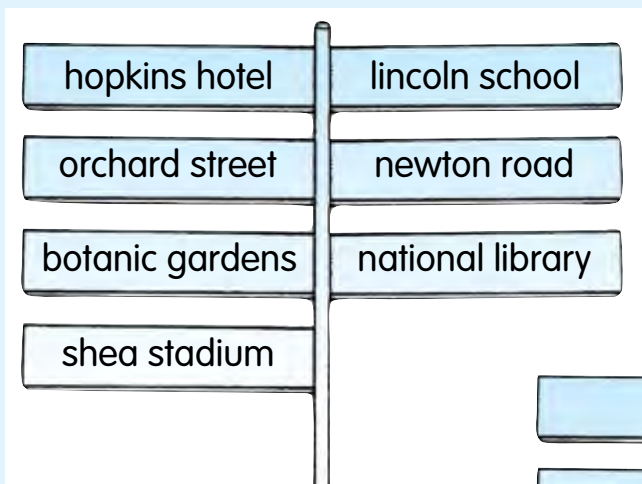 hopkins hotel
lincoln school
orchard street
newton road
botanic gardens
national library
shea stadium